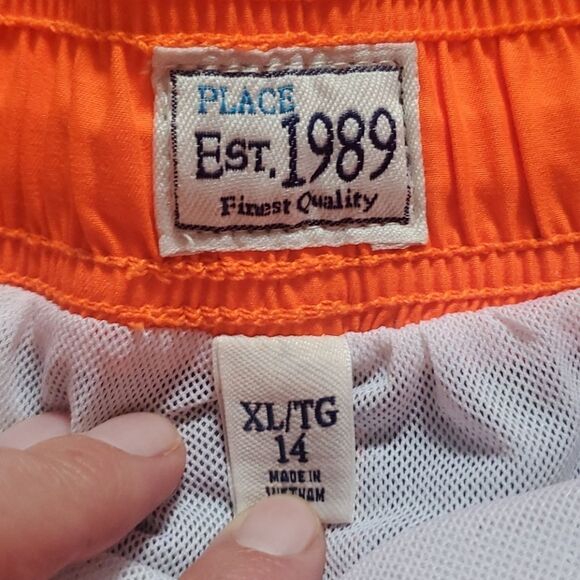 PLACE
EST. 1989
Finest Quality
XL/TG
14
MADE IN
VIETNAM